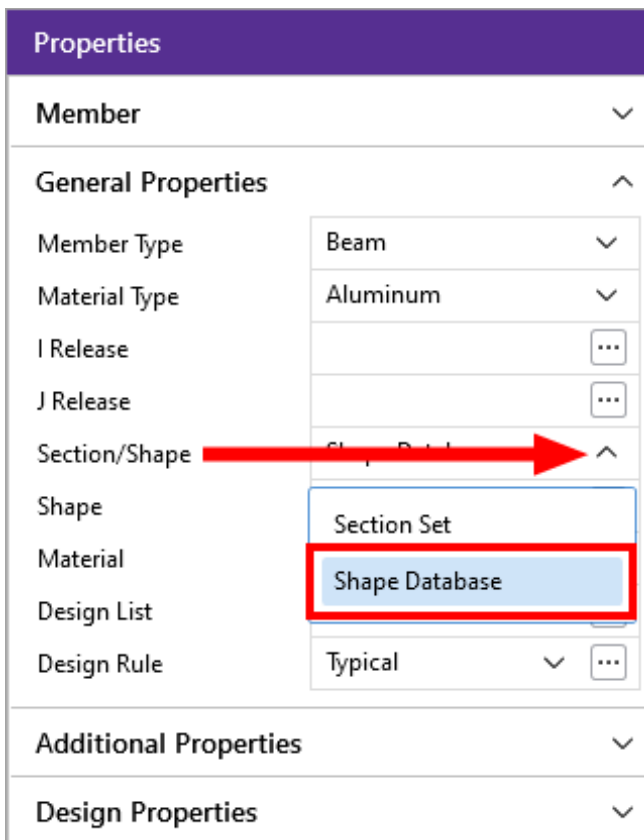 Properties
Member
General Properties
Member Type Beam
Material Type Aluminum
I Release
J Release
Section/Shape
Shape
Section Set
Material
Shape Database
Design List
Design Rule Typical
Additional Properties
Design Properties